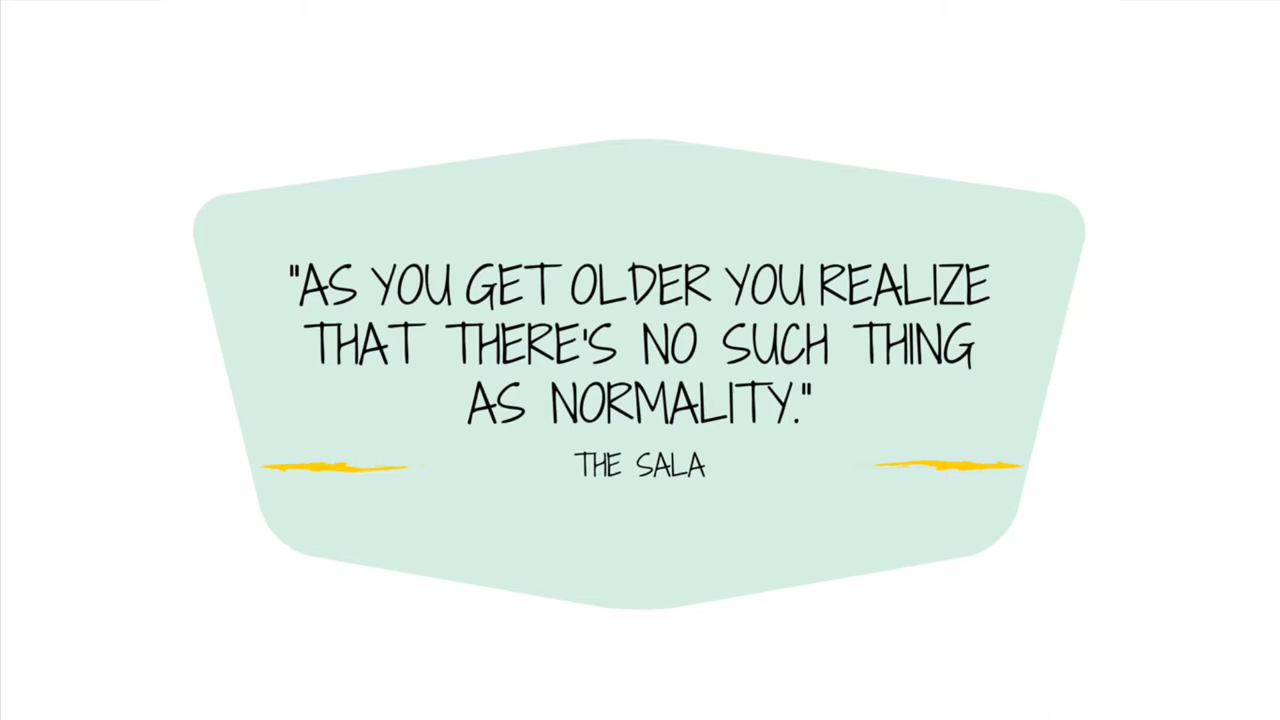 "AS YOU GET OLDER YOU REALIZE
THAT THERE'S NO SUCH THING
AS NORMALITY."
THE SALA